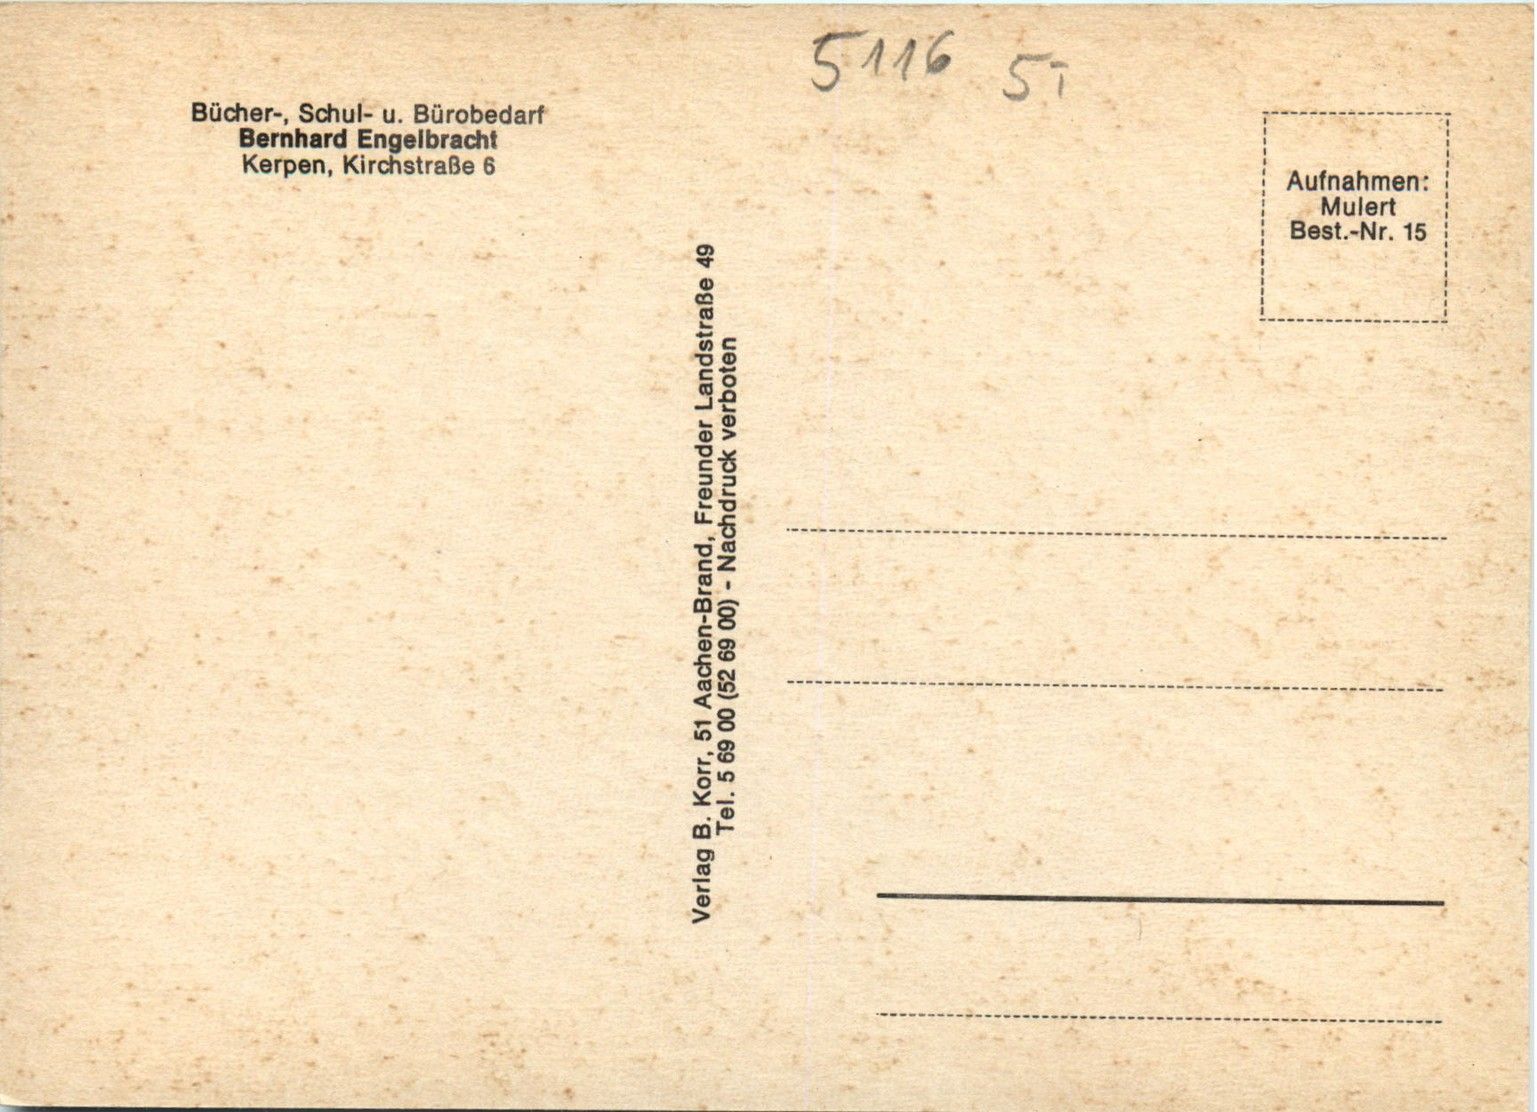 5116 5,-
Bücher-, Schul- u. Bürobedarf
Bernhard Engelbracht
Kerpen, Kirchstraße 6
Aufnahmen:
Mulert
Best.-Nr. 15
Verlag B. Korr, 51 Aachen-Brand, Freunder Landstraße 49
Tel. 5 69 00 (52 69 00) - Nachdruck verboten